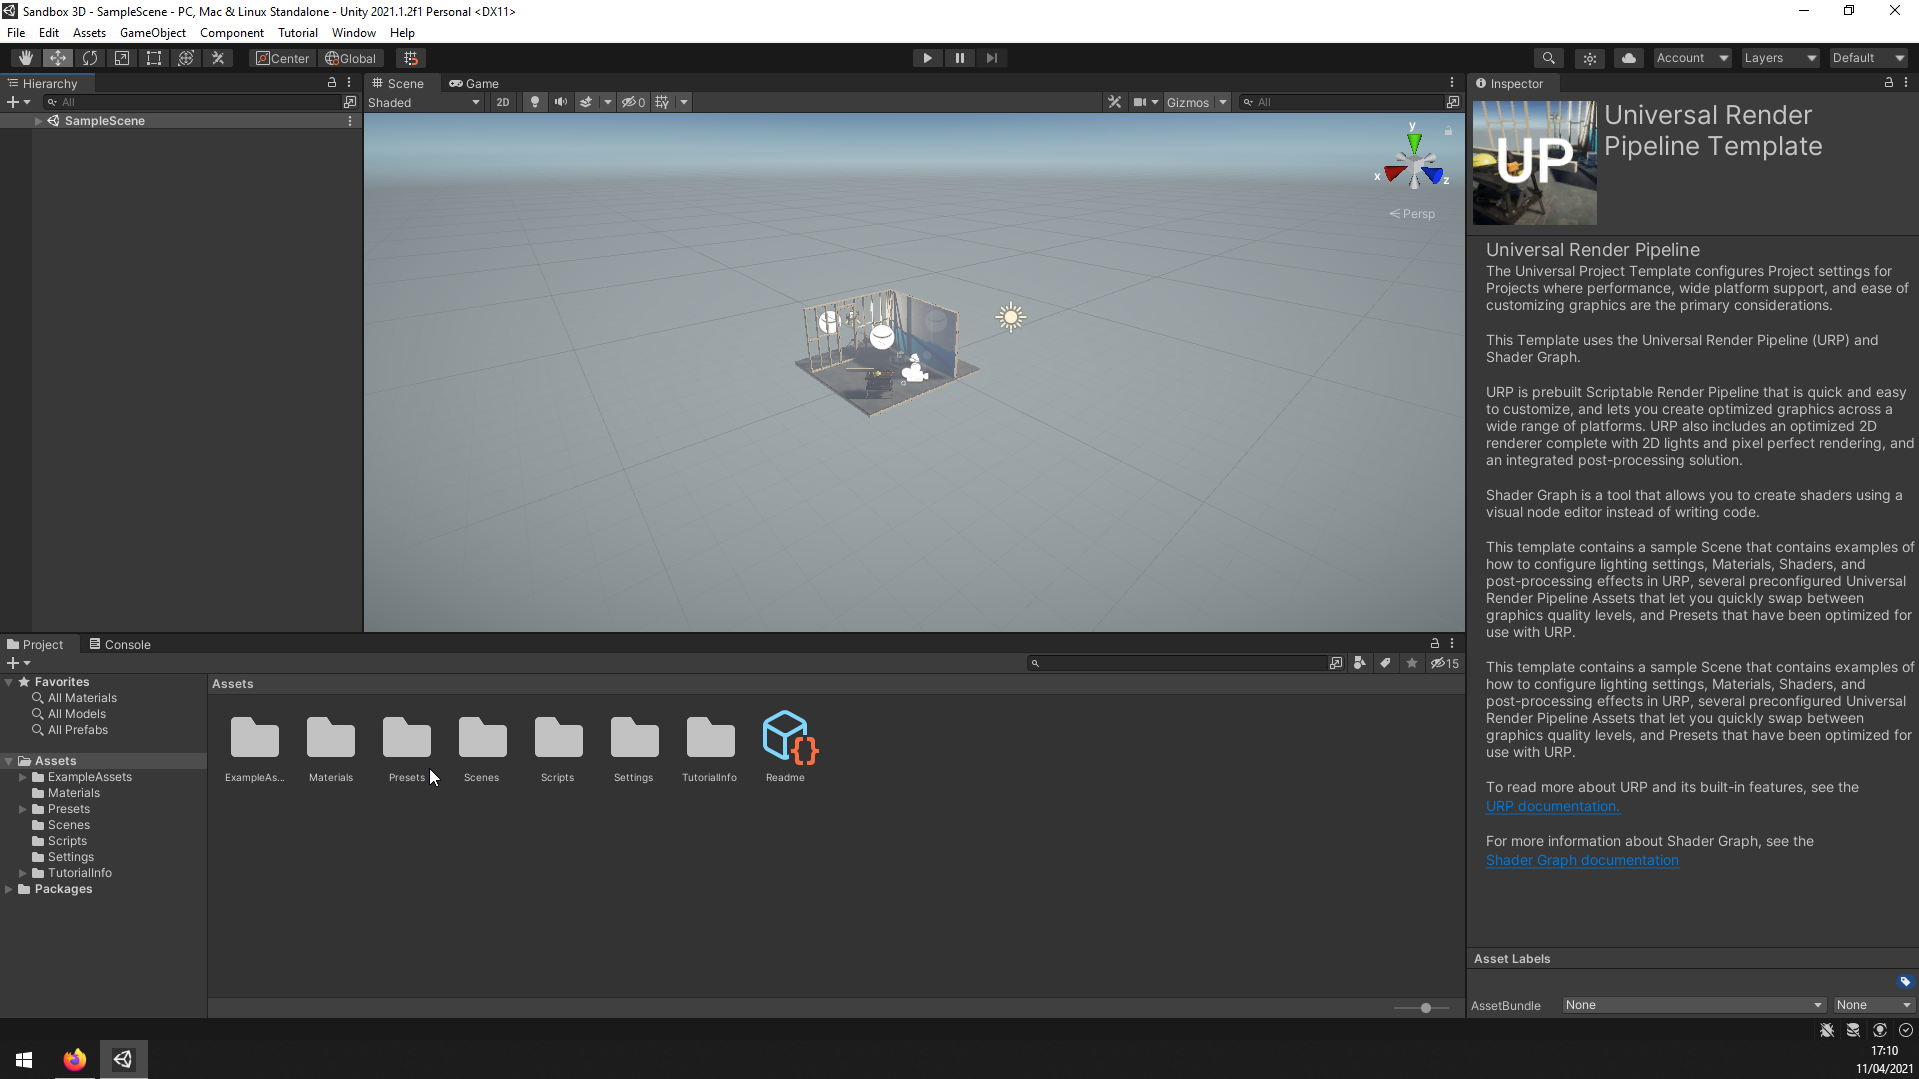 Sandbox 3D - SampleScene - PC, Mac & Linux Standalone - Unity 2021.1.2f1 Personal <DX11>
File Edit Assets GameObject Component Tutorial Window Help
Center Global
Account Layers Default
Hierarchy
All
SampleScene
Scene Game
Shaded 2D 0 Gizmos All
y
x
z
Persp
Inspector
UP
Universal Render
Pipeline Template
Universal Render Pipeline
The Universal Project Template configures Project settings for
Projects where performance, wide platform support, and ease of
customizing graphics are the primary considerations.
This Template uses the Universal Render Pipeline (URP) and
Shader Graph.
URP is prebuilt Scriptable Render Pipeline that is quick and easy
to customize, and lets you create optimized graphics across a
wide range of platforms. URP also includes an optimized 2D
renderer complete with 2D lights and pixel perfect rendering, and
an integrated post-processing solution.
Shader Graph is a tool that allows you to create shaders using a
visual node editor instead of writing code.
This template contains a sample Scene that contains examples of
how to configure lighting settings, Materials, Shaders, and
post-processing effects in URP, several preconfigured Universal
Render Pipeline Assets that let you quickly swap between
graphics quality levels, and Presets that have been optimized for
use with URP.
This template contains a sample Scene that contains examples of
how to configure lighting settings, Materials, Shaders, and
post-processing effects in URP, several preconfigured Universal
Render Pipeline Assets that let you quickly swap between
graphics quality levels, and Presets that have been optimized for
use with URP.
To read more about URP and its built-in features, see the
URP documentation.
For more information about Shader Graph, see the
Shader Graph documentation
Asset Labels
AssetBundle None None
Project Console
15
Favorites
All Materials
All Models
All Prefabs
Assets
ExampleAssets
Materials
Presets
Scenes
Scripts
Settings
TutorialInfo
Packages
Assets
ExampleAs... Materials Presets Scenes Scripts Settings TutorialInfo Readme
17:10
11/04/2021